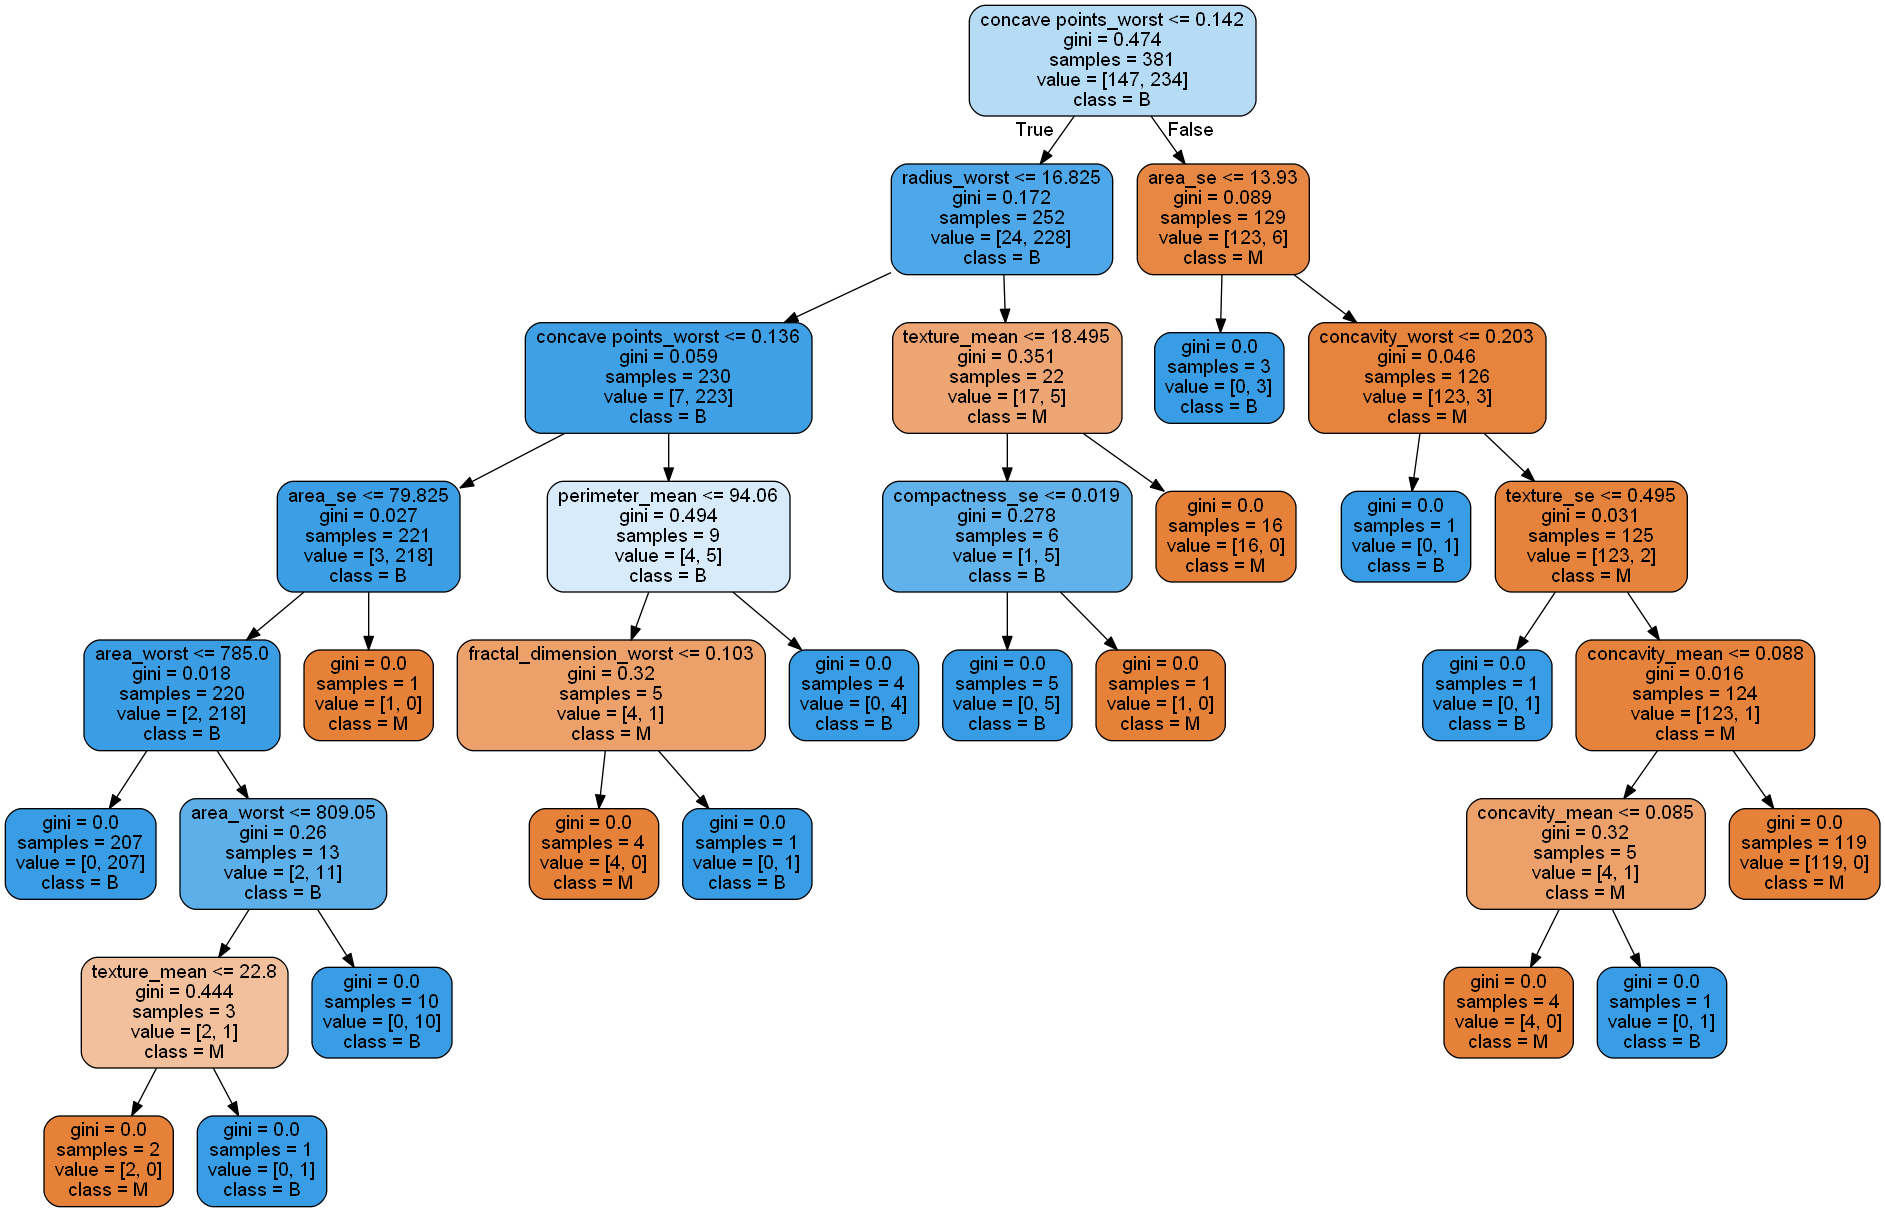 concave points_worst <= 0.142
gini = 0.474
samples = 381
value = [147, 234]
class = B
True
False
radius_worst <= 16.825
gini = 0.172
samples = 252
value = [24, 228]
class = B
area_se <= 13.93
gini = 0.089
samples = 129
value = [123, 6]
class = M
concave points_worst <= 0.136
gini = 0.059
samples = 230
value = [7, 223]
class = B
texture_mean <= 18.495
gini = 0.351
samples = 22
value = [17, 5]
class = M
gini = 0.0
samples = 3
value = [0, 3]
class = B
concavity_worst <= 0.203
gini = 0.046
samples = 126
value = [123, 3]
class = M
area_se <= 79.825
gini = 0.027
samples = 221
value = [3, 218]
class = B
perimeter_mean <= 94.06
gini = 0.494
samples = 9
value = [4, 5]
class = B
compactness_se <= 0.019
gini = 0.278
samples = 6
value = [1, 5]
class = B
gini = 0.0
samples = 16
value = [16, 0]
class = M
gini = 0.0
samples = 1
value = [0, 1]
class = B
texture_se <= 0.495
gini = 0.031
samples = 125
value = [123, 2]
class = M
area_worst <= 785.0
gini = 0.018
samples = 220
value = [2, 218]
class = B
gini = 0.0
samples = 1
value = [1, 0]
class = M
fractal_dimension_worst <= 0.103
gini = 0.32
samples = 5
value = [4, 1]
class = M
gini = 0.0
samples = 4
value = [0, 4]
class = B
gini = 0.0
samples = 5
value = [0, 5]
class = B
gini = 0.0
samples = 1
value = [1, 0]
class = M
gini = 0.0
samples = 1
value = [0, 1]
class = B
concavity_mean <= 0.088
gini = 0.016
samples = 124
value = [123, 1]
class = M
gini = 0.0
samples = 207
value = [0, 207]
class = B
area_worst <= 809.05
gini = 0.26
samples = 13
value = [2, 11]
class = B
gini = 0.0
samples = 4
value = [4, 0]
class = M
gini = 0.0
samples = 1
value = [0, 1]
class = B
concavity_mean <= 0.085
gini = 0.32
samples = 5
value = [4, 1]
class = M
gini = 0.0
samples = 119
value = [119, 0]
class = M
texture_mean <= 22.8
gini = 0.444
samples = 3
value = [2, 1]
class = M
gini = 0.0
samples = 10
value = [0, 10]
class = B
gini = 0.0
samples = 4
value = [4, 0]
class = M
gini = 0.0
samples = 1
value = [0, 1]
class = B
gini = 0.0
samples = 2
value = [2, 0]
class = M
gini = 0.0
samples = 1
value = [0, 1]
class = B